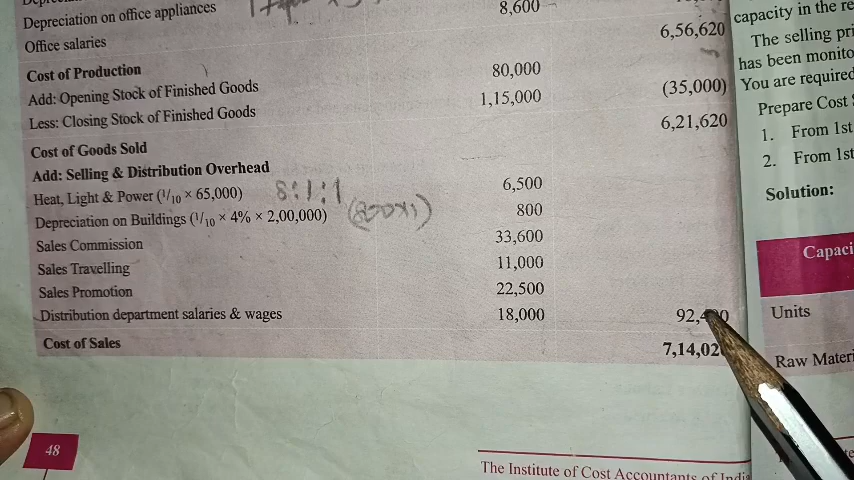 Depreciation on office appliances 8,600
Office salaries 6,56,620
Cost of Production
Add: Opening Stock of Finished Goods 80,000
Less: Closing Stock of Finished Goods 1,15,000 (35,000)
Cost of Goods Sold 6,21,620
Add: Selling & Distribution Overhead
Heat, Light & Power (1/10 × 65,000) 8:1:1 6,500
Depreciation on Buildings (1/10 × 4% × 2,00,000) (800×1) 800
Sales Commission 33,600
Sales Travelling 11,000
Sales Promotion 22,500
Distribution department salaries & wages 18,000 92,400
Cost of Sales 7,14,02
48
The Institute of Cost Accountants of India
capacity in the re
The selling pri
has been monito
You are required
Prepare Cost
1. From 1st
2. From 1st
Solution:
Capaci
Units
Raw Materi